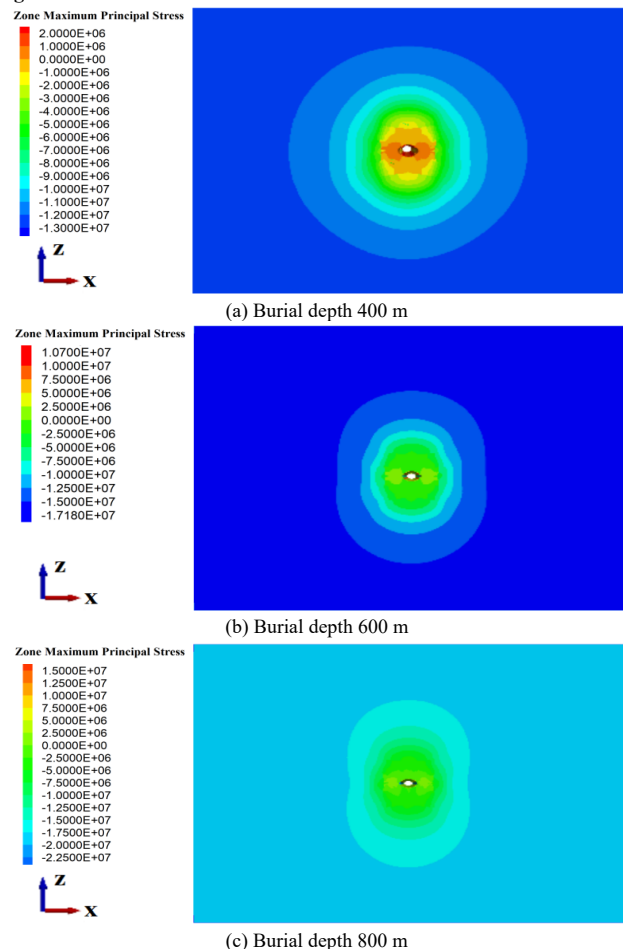 Zone Maximum Principal Stress
2.0000E+06
1.0000E+06
0.0000E+00
-1.0000E+06
-2.0000E+06
-3.0000E+06
-4.0000E+06
-5.0000E+06
-6.0000E+06
-7.0000E+06
-8.0000E+06
-9.0000E+06
-1.0000E+07
-1.1000E+07
-1.2000E+07
-1.3000E+07
Z
X
(a) Burial depth 400 m
Zone Maximum Principal Stress
1.0700E+07
1.0000E+07
7.5000E+06
5.0000E+06
2.5000E+06
0.0000E+00
-2.5000E+06
-5.0000E+06
-7.5000E+06
-1.0000E+07
-1.2500E+07
-1.5000E+07
-1.7180E+07
Z
X
(b) Burial depth 600 m
Zone Maximum Principal Stress
1.5000E+07
1.2500E+07
1.0000E+07
7.5000E+06
5.0000E+06
2.5000E+06
0.0000E+00
-2.5000E+06
-5.0000E+06
-7.5000E+06
-1.0000E+07
-1.2500E+07
-1.5000E+07
-1.7500E+07
-2.0000E+07
-2.2500E+07
Z
X
(c) Burial depth 800 m